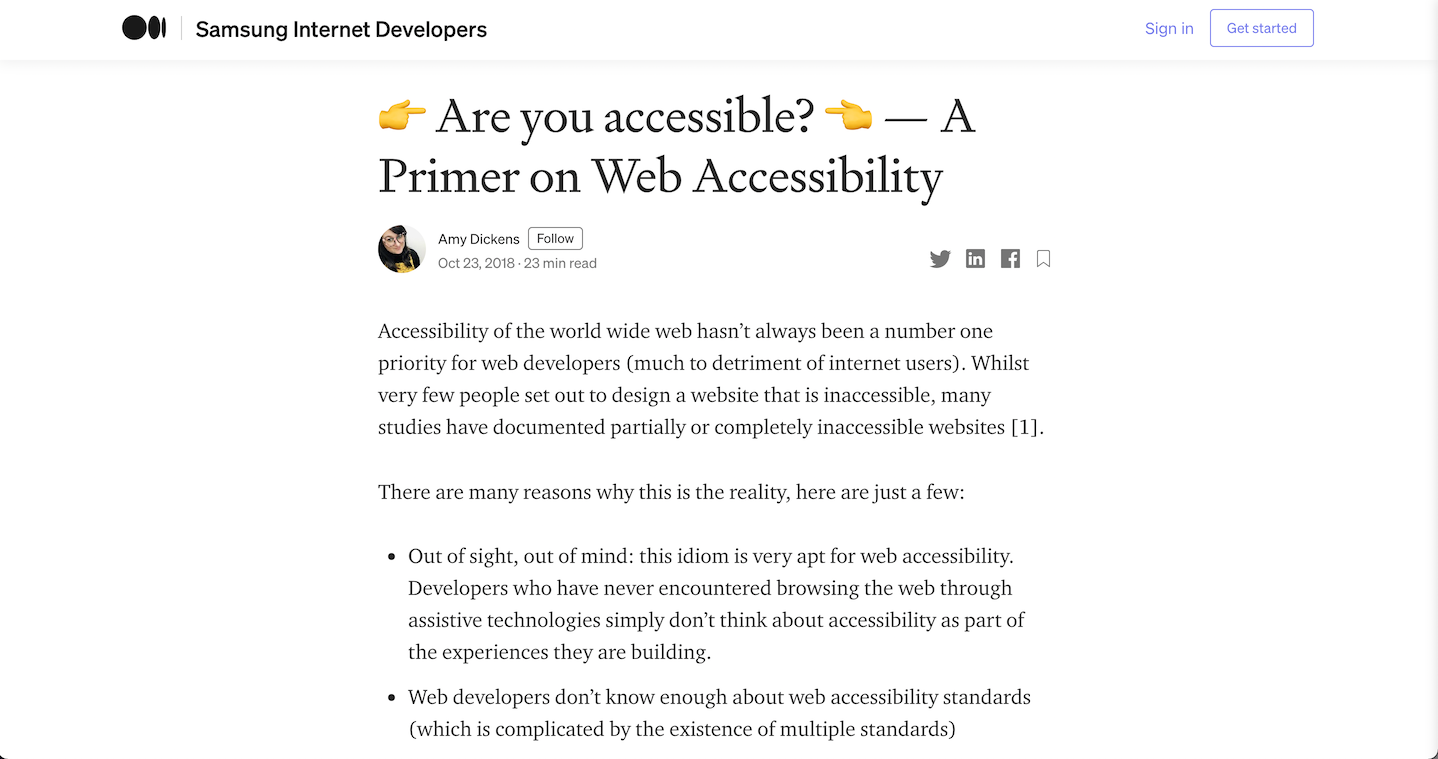 Samsung Internet Developers
Sign in
Get started
👉 Are you accessible? 👈 — A
Primer on Web Accessibility
Amy Dickens
Follow
Oct 23, 2018 · 23 min read
Accessibility of the world wide web hasn’t always been a number one
priority for web developers (much to detriment of internet users). Whilst
very few people set out to design a website that is inaccessible, many
studies have documented partially or completely inaccessible websites [1].
There are many reasons why this is the reality, here are just a few:
• Out of sight, out of mind: this idiom is very apt for web accessibility.
Developers who have never encountered browsing the web through
assistive technologies simply don’t think about accessibility as part of
the experiences they are building.
• Web developers don’t know enough about web accessibility standards
(which is complicated by the existence of multiple standards)